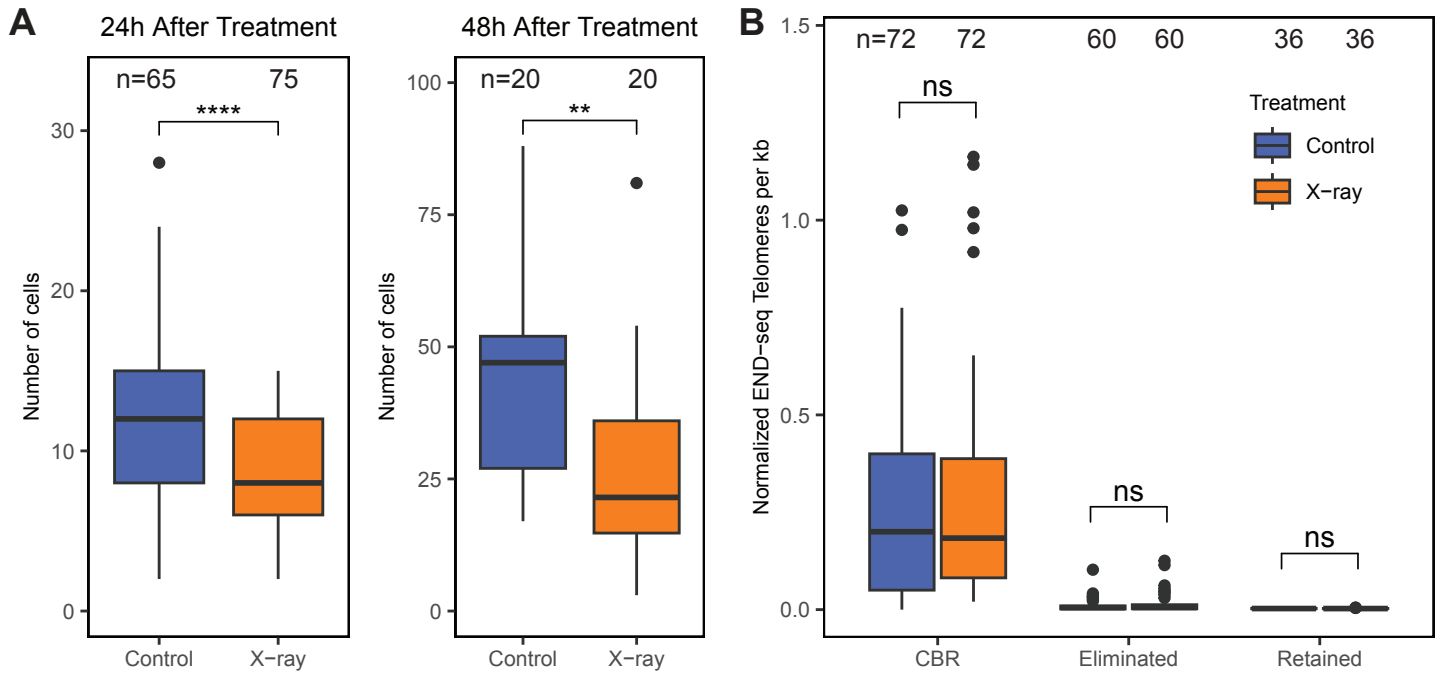 A
24h After Treatment
n=65 75
****
30
20
10
0
Number of cells
Control X−ray
48h After Treatment
n=20 20
**
100
75
50
25
0
Number of cells
Control X−ray
B
n=72 72 60 60 36 36
ns
ns
ns
1.5
1.0
0.5
0.0
Normalized END−seq Telomeres per kb
Treatment
Control
X−ray
CBR Eliminated Retained